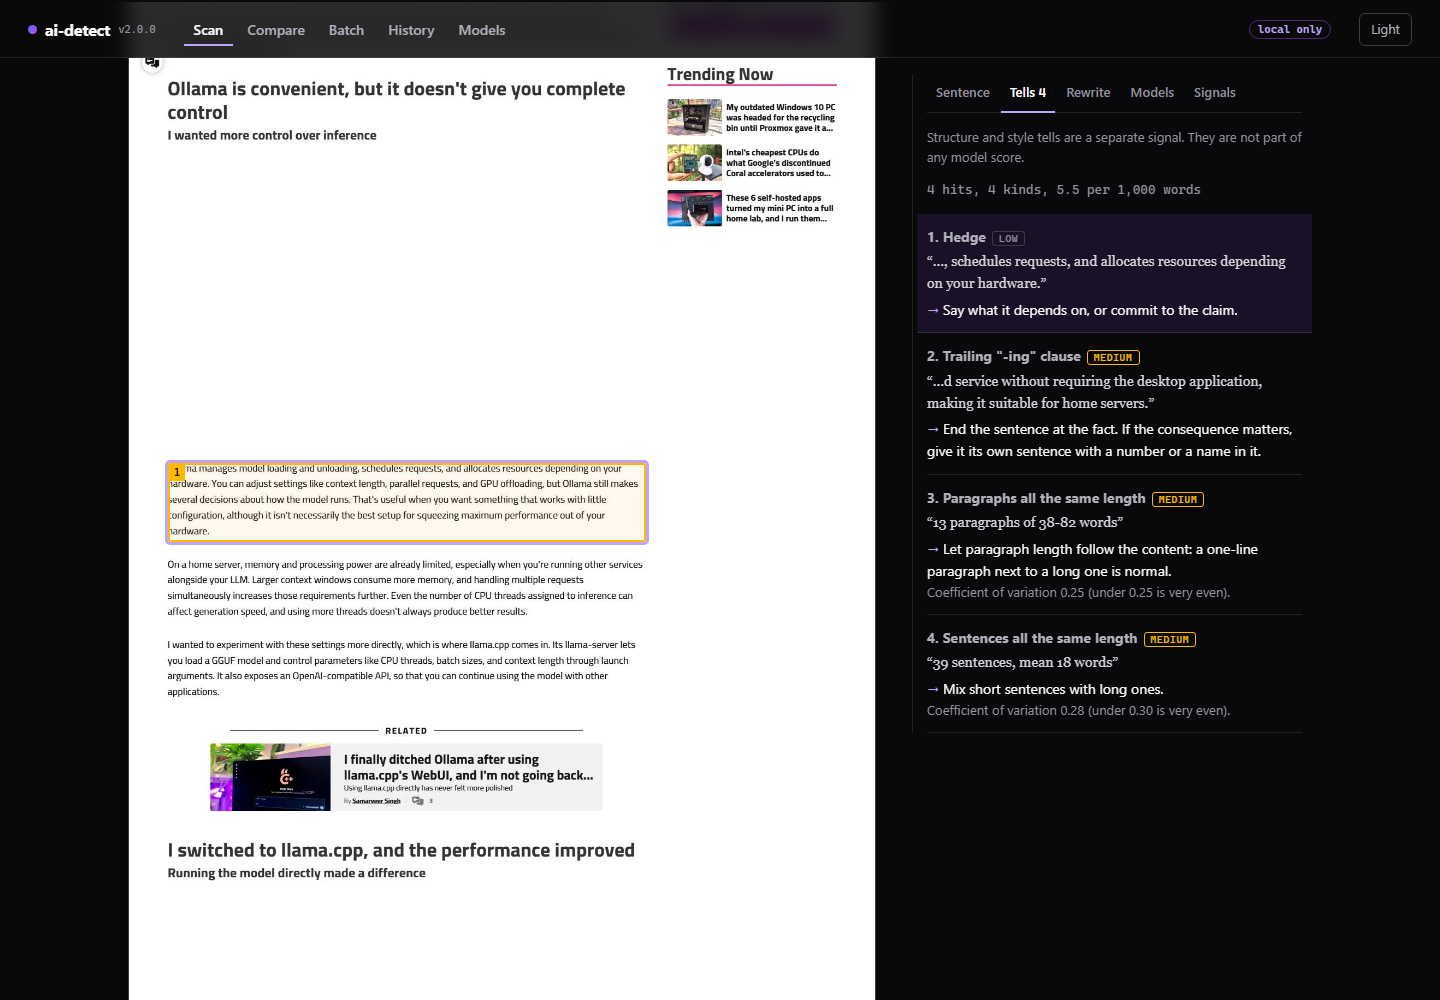 ai-detect v2.0.0
Scan Compare Batch History Models
local only
Light
Ollama is convenient, but it doesn't give you complete
control
I wanted more control over inference
Trending Now
My outdated Windows 10 PC
was headed for the recycling
bin until Proxmox gave it a...
Intel's cheapest CPUs do
what Google's discontinued
Coral accelerators used to...
These 6 self-hosted apps
turned my mini PC into a full
home lab, and I run them...
1
ma manages model loading and unloading, schedules requests, and allocates resources depending on your
hardware. You can adjust settings like context length, parallel requests, and GPU offloading, but Ollama still makes
several decisions about how the model runs. That's useful when you want something that works with little
configuration, although it isn't necessarily the best setup for squeezing maximum performance out of your
hardware.
On a home server, memory and processing power are already limited, especially when you're running other services
alongside your LLM. Larger context windows consume more memory, and handling multiple requests
simultaneously increases those requirements further. Even the number of CPU threads assigned to inference can
affect generation speed, and using more threads doesn't always produce better results.
I wanted to experiment with these settings more directly, which is where llama.cpp comes in. Its llama-server lets
you load a GGUF model and control parameters like CPU threads, batch sizes, and context length through launch
arguments. It also exposes an OpenAI-compatible API, so that you can continue using the model with other
applications.
RELATED
I finally ditched Ollama after using
llama.cpp's WebUI, and I'm not going back...
Using llama.cpp directly has never felt more polished
By Samarveer Singh 3
I switched to llama.cpp, and the performance improved
Running the model directly made a difference
Sentence Tells 4 Rewrite Models Signals
Structure and style tells are a separate signal. They are not part of
any model score.
4 hits, 4 kinds, 5.5 per 1,000 words
1. Hedge LOW
“…, schedules requests, and allocates resources depending
on your hardware.”
→ Say what it depends on, or commit to the claim.
2. Trailing "-ing" clause MEDIUM
“…d service without requiring the desktop application,
making it suitable for home servers.”
→ End the sentence at the fact. If the consequence matters,
give it its own sentence with a number or a name in it.
3. Paragraphs all the same length MEDIUM
“13 paragraphs of 38-82 words”
→ Let paragraph length follow the content: a one-line
paragraph next to a long one is normal.
Coefficient of variation 0.25 (under 0.25 is very even).
4. Sentences all the same length MEDIUM
“39 sentences, mean 18 words”
→ Mix short sentences with long ones.
Coefficient of variation 0.28 (under 0.30 is very even).